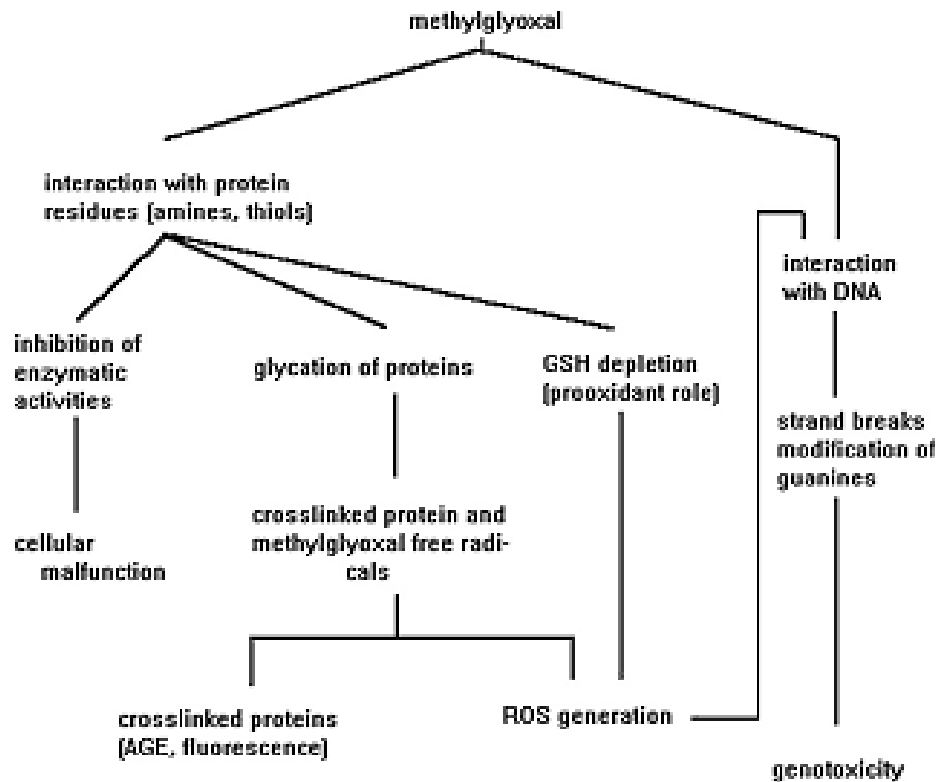 methylglyoxal
interaction with protein
residues (amines, thiols)
interaction
with DNA
inhibition of
enzymatic
activities
glycation of proteins
GSH depletion
(prooxidant role)
strand breaks
modification of
guanines
cellular
malfunction
crosslinked protein and
methylglyoxal free radi-
cals
crosslinked proteins
(AGE, fluorescence)
ROS generation
genotoxicity